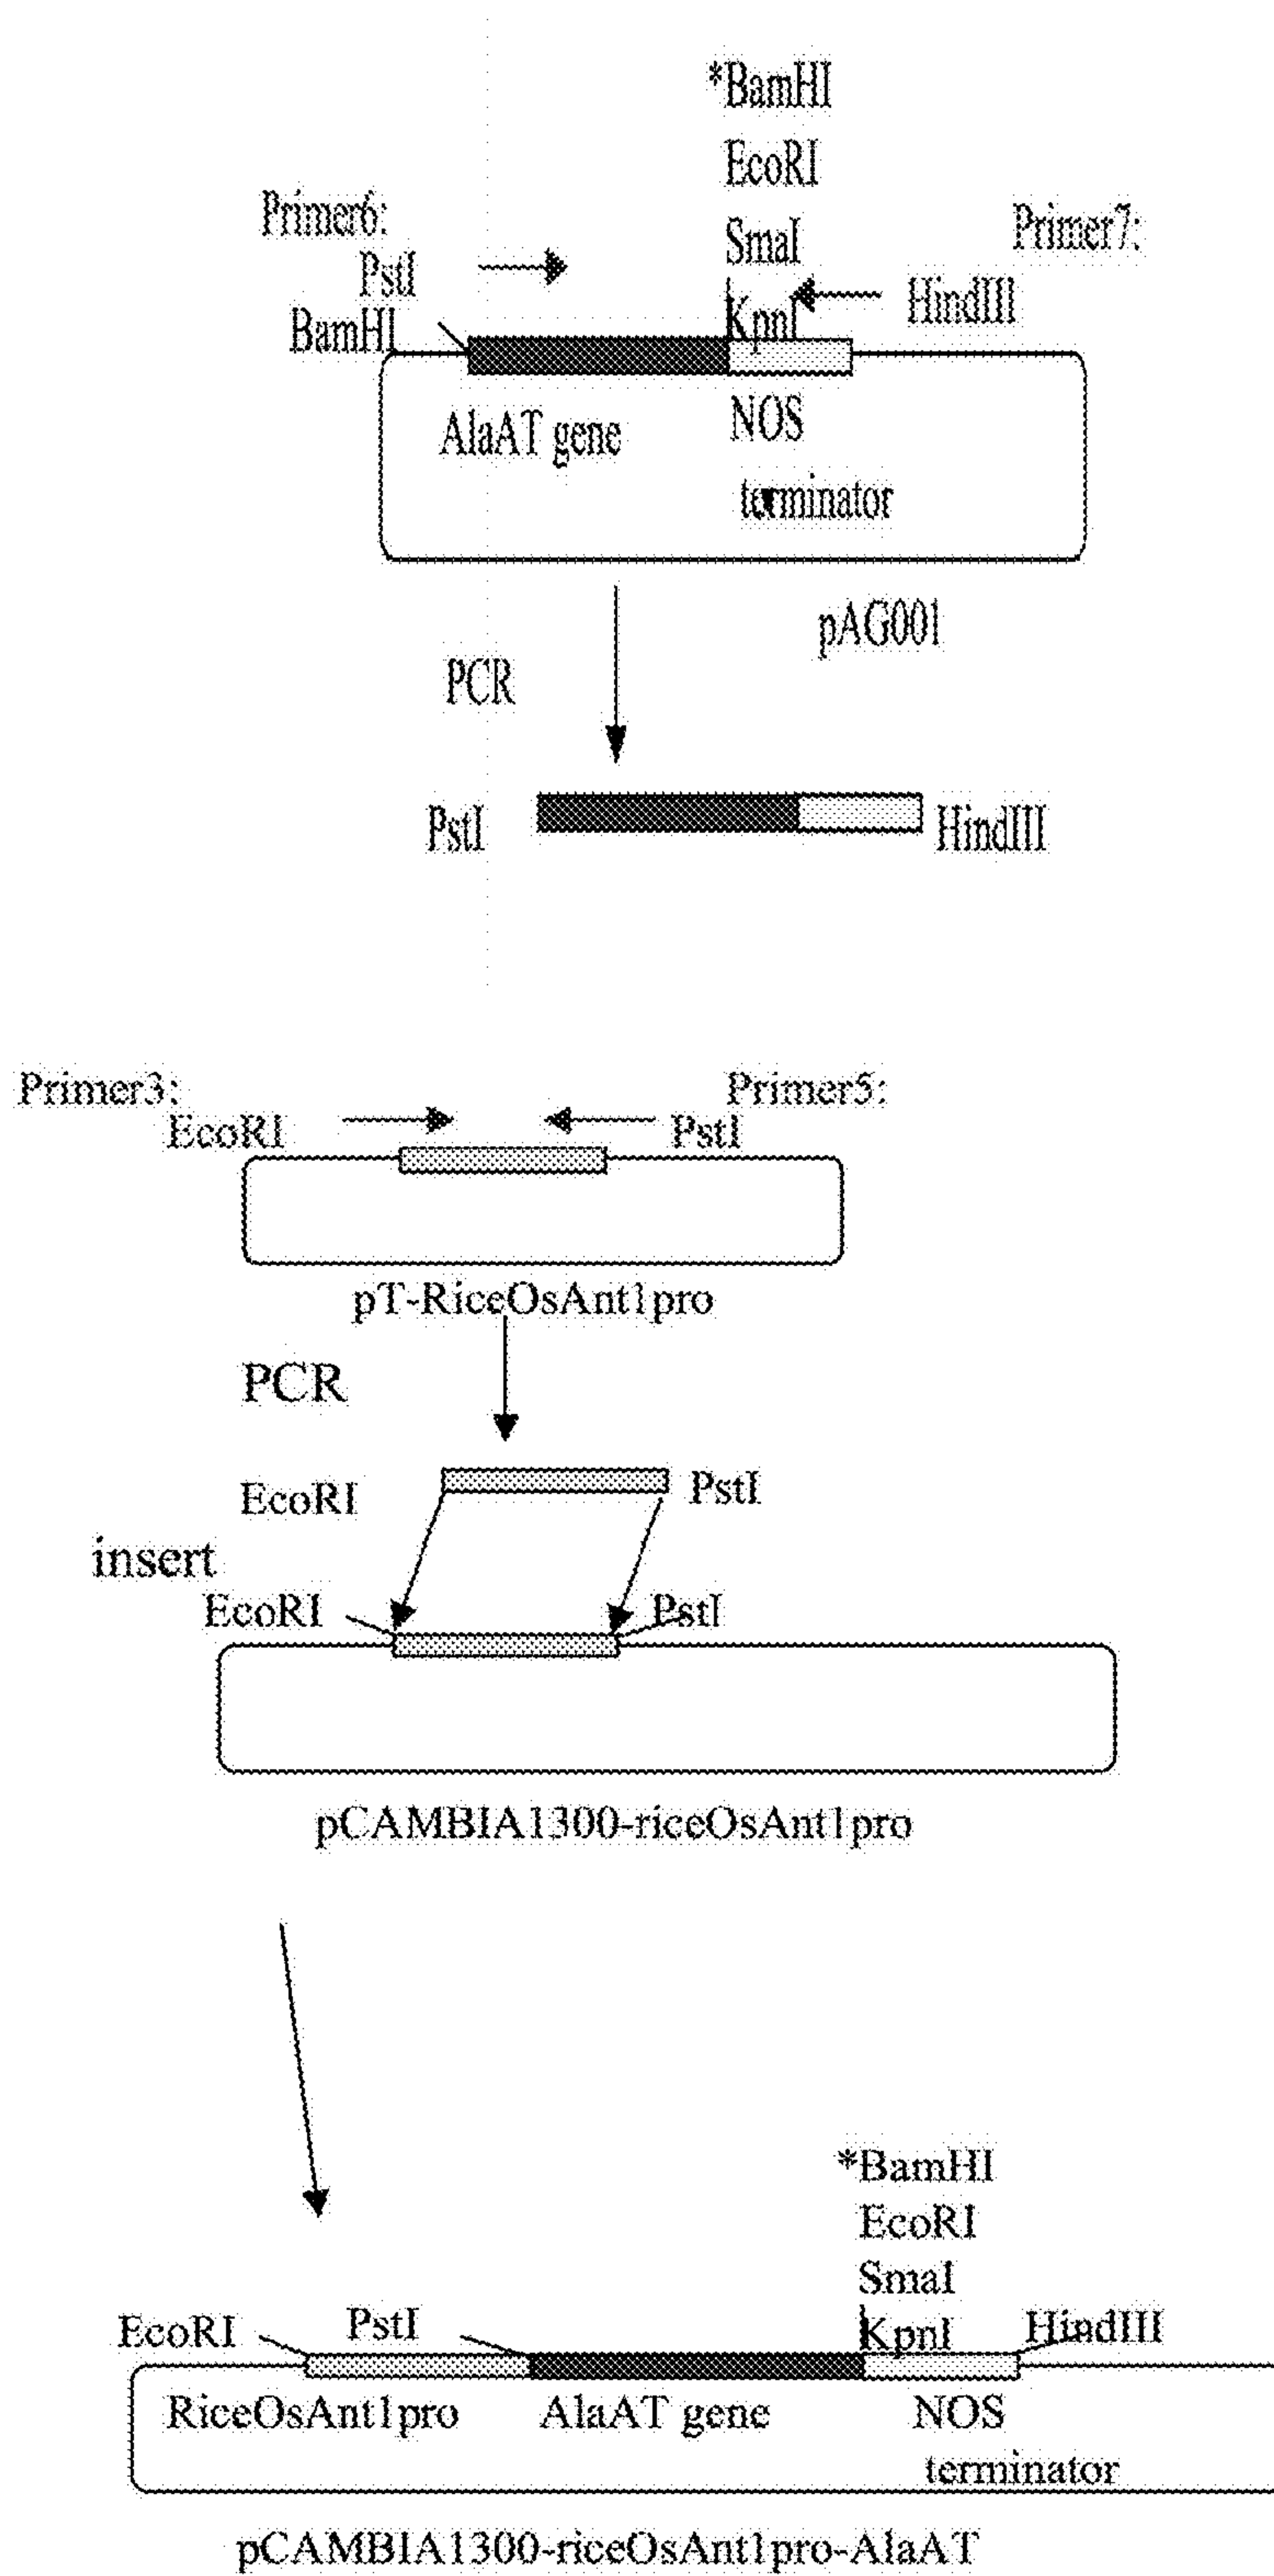 *BamHI
EcoRI
Primer6:
SmaI
Primer7:
PstI
KpnI
HindIII
BamHI
AlaAT gene
NOS
terminator
pAG001
PCR
PstI
HindIII
Primer3:
Primer5:
EcoRI
PstI
pT-RiceOsAnt1pro
PCR
EcoRI
PstI
insert
EcoRI
PstI
pCAMBIA1300-riceOsAnt1pro
*BamHI
EcoRI
SmaI
EcoRI
PstI
KpnI
HindIII
RiceOsAnt1pro
AlaAT gene
NOS
terminator
pCAMBIA1300-riceOsAnt1pro-AlaAT